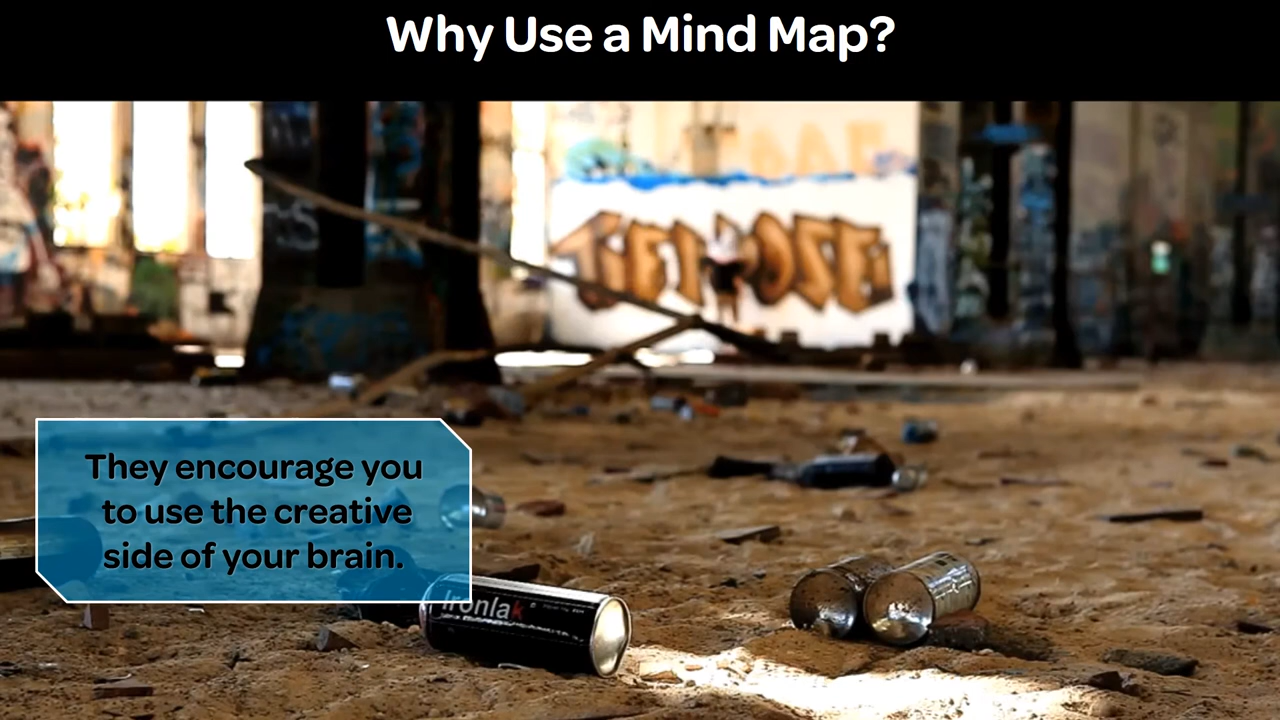 Why Use a Mind Map?
They encourage you
to use the creative
side of your brain.
Ironlak